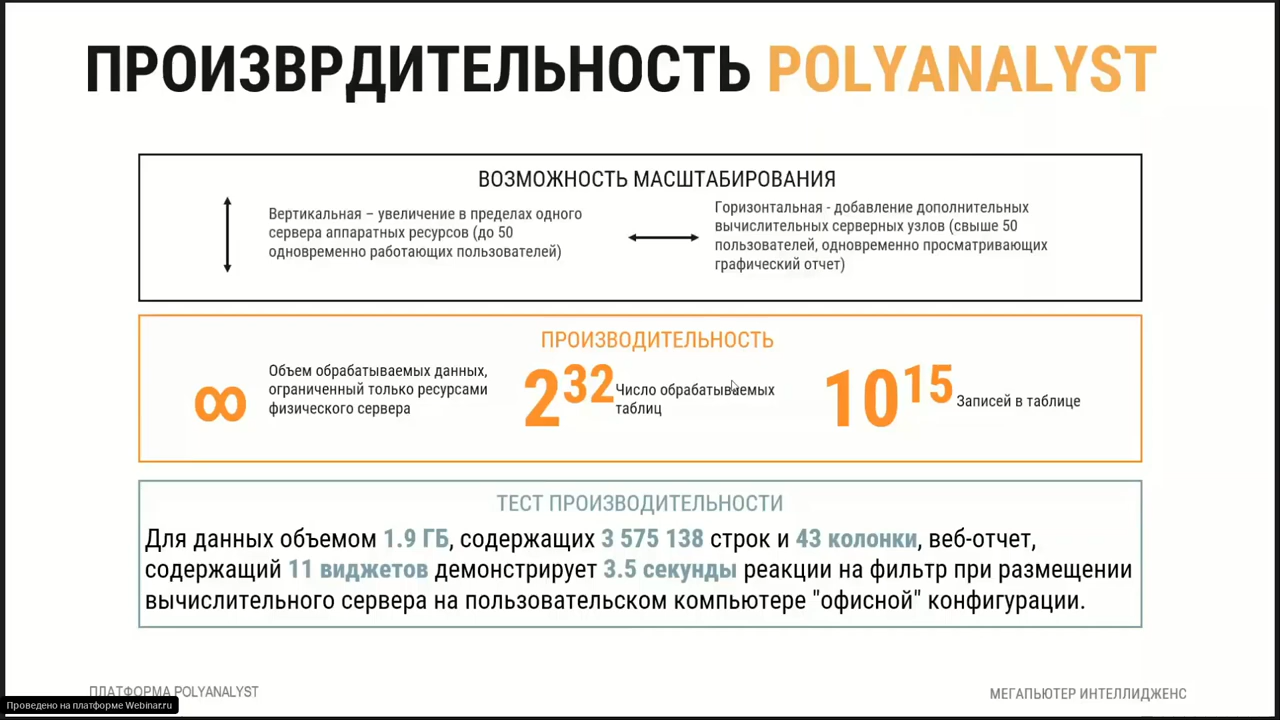 ПРОИЗВРДИТЕЛЬНОСТЬ POLYANALYST
ВОЗМОЖНОСТЬ МАСШТАБИРОВАНИЯ
Вертикальная – увеличение в пределах одного
сервера аппаратных ресурсов (до 50
одновременно работающих пользователей)
Горизонтальная - добавление дополнительных
вычислительных серверных узлов (свыше 50
пользователей, одновременно просматривающих
графический отчет)
ПРОИЗВОДИТЕЛЬНОСТЬ
∞
Объем обрабатываемых данных,
ограниченный только ресурсами
физического сервера
2³²
Число обрабатываемых
таблиц
10¹⁵
Записей в таблице
ТЕСТ ПРОИЗВОДИТЕЛЬНОСТИ
Для данных объемом 1.9 ГБ, содержащих 3 575 138 строк и 43 колонки, веб-отчет,
содержащий 11 виджетов демонстрирует 3.5 секунды реакции на фильтр при размещении
вычислительного сервера на пользовательском компьютере "офисной" конфигурации.
ПЛАТФОРМА POLYANALYST
МЕГАПЬЮТЕР ИНТЕЛЛИДЖЕНС
Проведено на платформе Webinar.ru